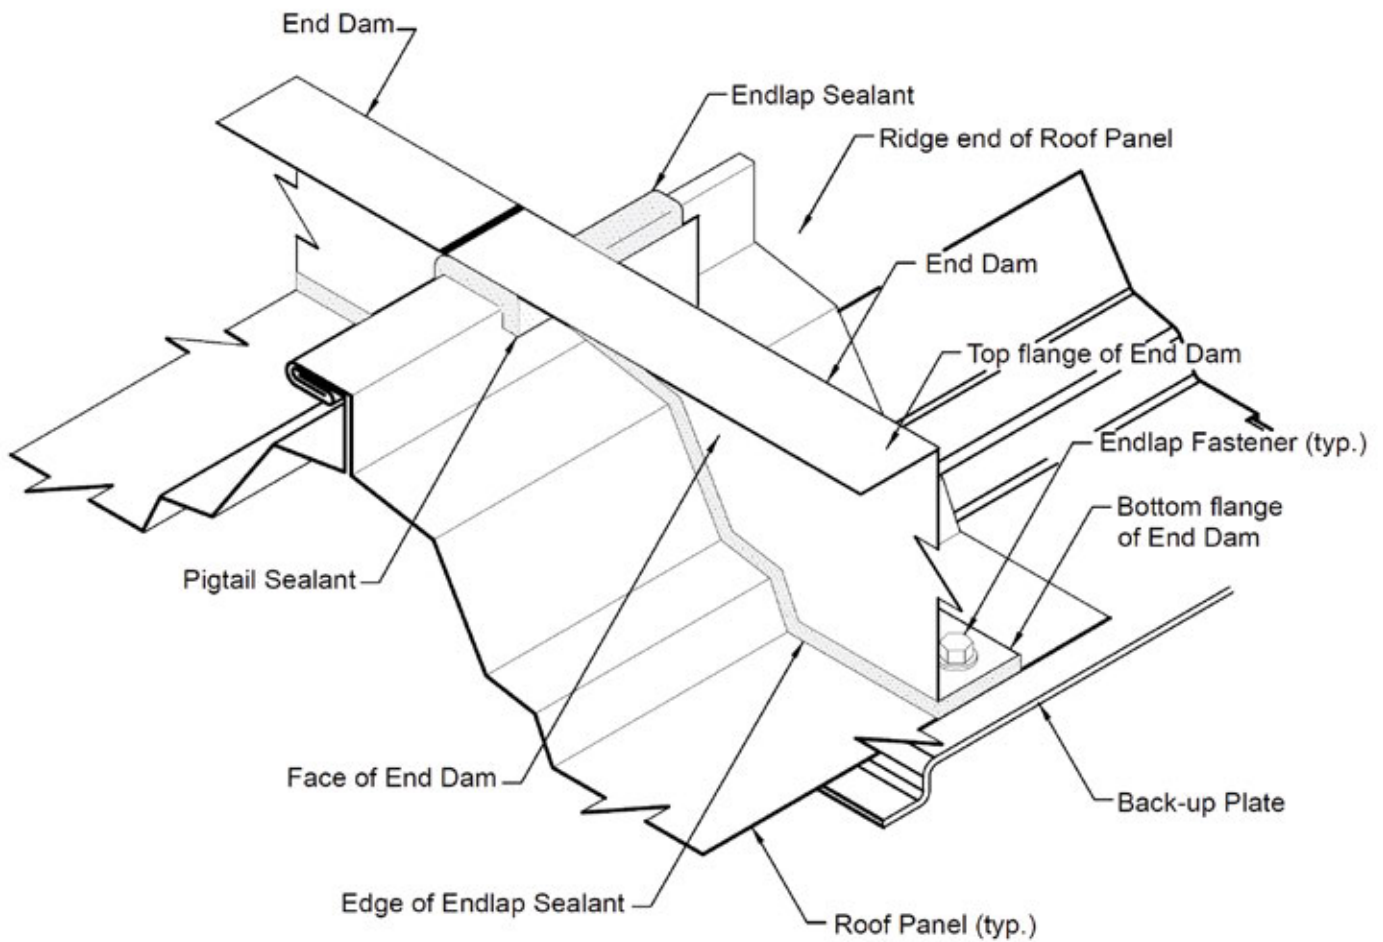 End Dam
Endlap Sealant
Ridge end of Roof Panel
End Dam
Top flange of End Dam
Endlap Fastener (typ.)
Bottom flange
of End Dam
Pigtail Sealant
Face of End Dam
Back-up Plate
Edge of Endlap Sealant
Roof Panel (typ.)